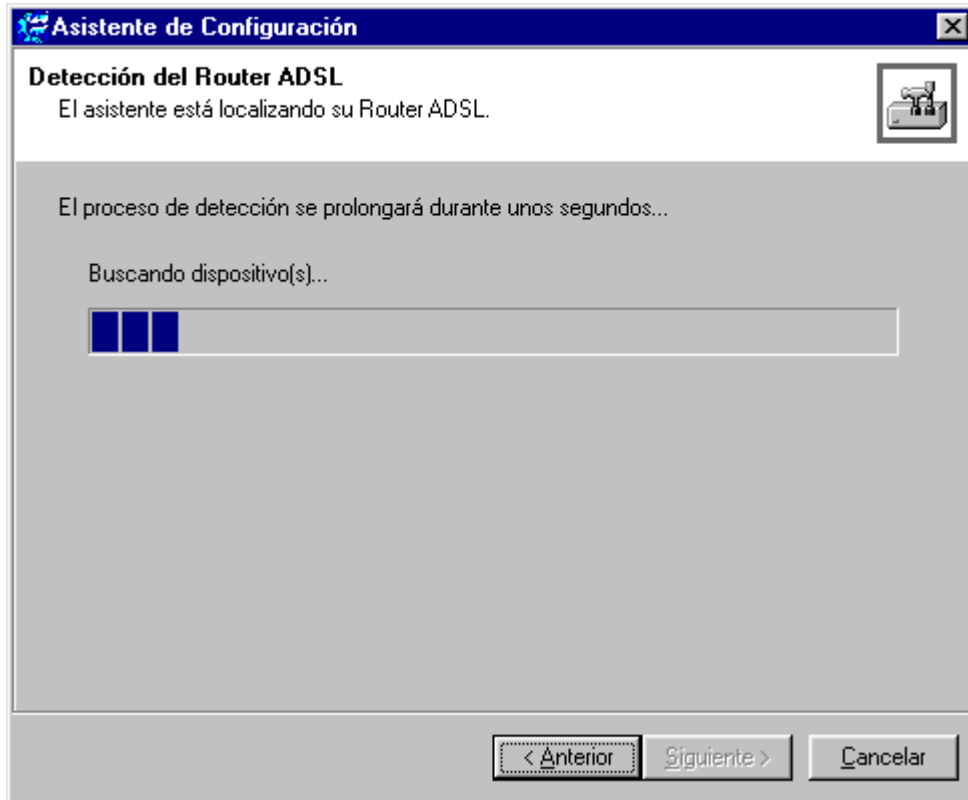 Asistente de Configuración
Detección del Router ADSL
El asistente está localizando su Router ADSL.
El proceso de detección se prolongará durante unos segundos...
Buscando dispositivo(s)...
< Anterior
Siguiente >
Cancelar